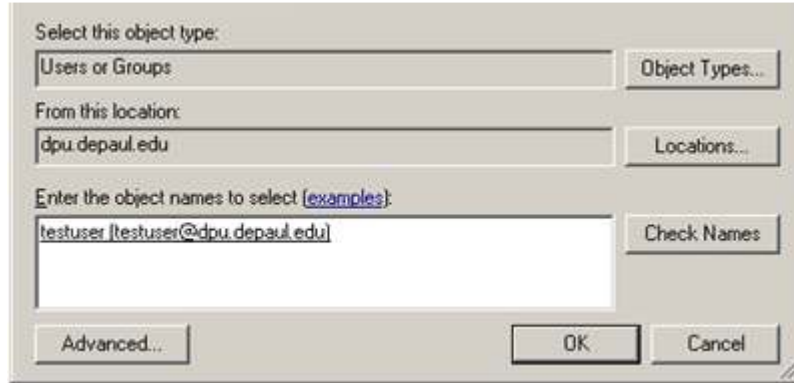 Select this object type:
Users or Groups
Object Types...
From this location:
dpu.depaul.edu
Locations...
Enter the object names to select (examples):
testuser (testuser@dpu.depaul.edu)
Check Names
Advanced...
OK
Cancel